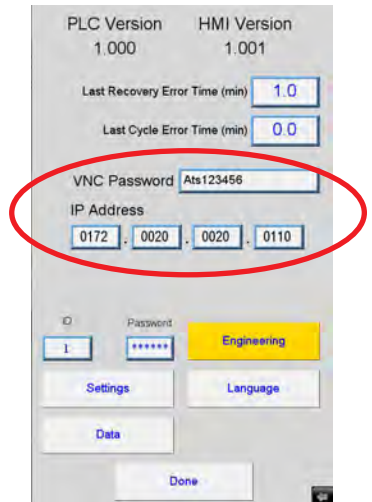 PLC Version HMI Version
1.000 1.001
Last Recovery Error Time (min) 1.0
Last Cycle Error Time (min) 0.0
VNC Password Ats123456
IP Address
0172 . 0020 . 0020 . 0110
ID Password
1 ****** Engineering
Settings Language
Data
Done